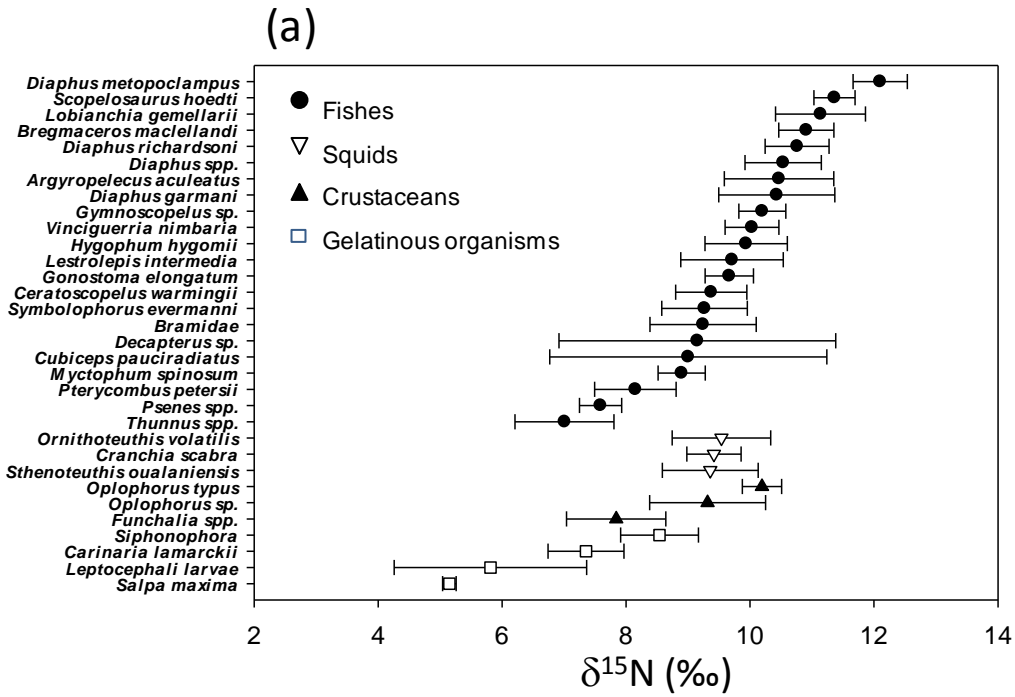 (a)
Diaphus metopoclampus
Scopelosaurus hoedti
Lobianchia gemellarii
Bregmaceros maclellandi
Diaphus richardsoni
Diaphus spp.
Argyropelecus aculeatus
Diaphus garmani
Gymnoscopelus sp.
Vinciguerria nimbaria
Hygophum hygomii
Lestrolepis intermedia
Gonostoma elongatum
Ceratoscopelus warmingii
Symbolophorus evermanni
Bramidae
Decapterus sp.
Cubiceps pauciradiatus
Myctophum spinosum
Pterycombus petersii
Psenes spp.
Thunnus spp.
Ornithoteuthis volatilis
Cranchia scabra
Sthenoteuthis oualaniensis
Oplophorus typus
Oplophorus sp.
Funchalia spp.
Siphonophora
Carinaria lamarckii
Leptocephali larvae
Salpa maxima
Fishes
Squids
Crustaceans
Gelatinous organisms
2 4 6 8 10 12 14
δ¹⁵N (‰)